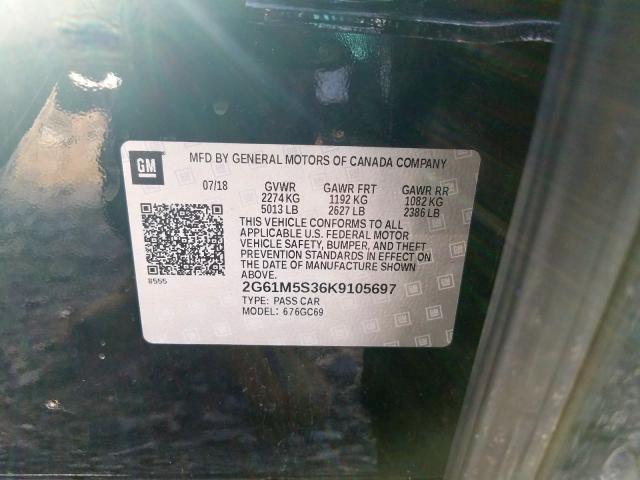 GM
MFD BY GENERAL MOTORS OF CANADA COMPANY
07/18 GVWR GAWR FRT GAWR RR
2274 KG 1192 KG 1082 KG
5013 LB 2627 LB 2386 LB
THIS VEHICLE CONFORMS TO ALL
APPLICABLE U.S. FEDERAL MOTOR
VEHICLE SAFETY, BUMPER, AND THEFT
PREVENTION STANDARDS IN EFFECT ON
THE DATE OF MANUFACTURE SHOWN
ABOVE.
8555
2G61M5S36K9105697
TYPE: PASS CAR
MODEL: 676GC69